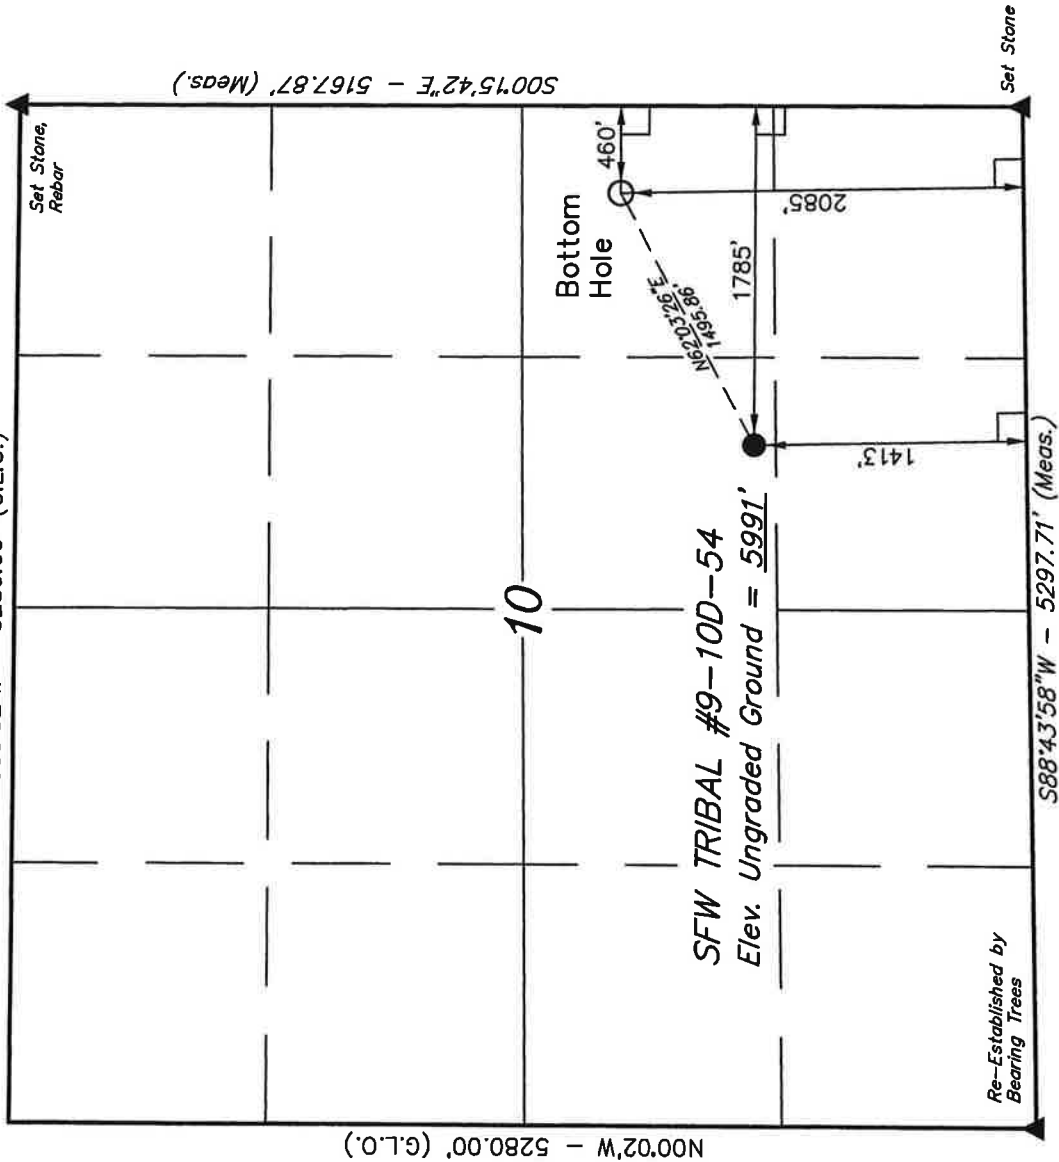 Set Stone,
Rebar
S00°15'42"E - 5167.87' (Meas.)
460'
Bottom
Hole
2085'
N62°03'26"E
1495.86'
1785'
10
1413'
SFW TRIBAL #9-10D-54
Elev. Ungraded Ground = 5991'
Set Stone
Re-Established by
Bearing Trees
N00°02'W - 5280.00' (G.L.O.)
S88°43'58"W - 5297.71' (Meas.)